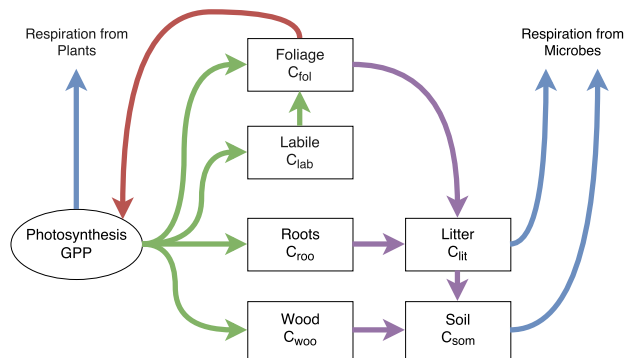 Respiration from
Plants
Respiration from
Microbes
Foliage
Cfol
Labile
Clab
Photosynthesis
GPP
Roots
Croo
Litter
Clit
Wood
Cwoo
Soil
Csom